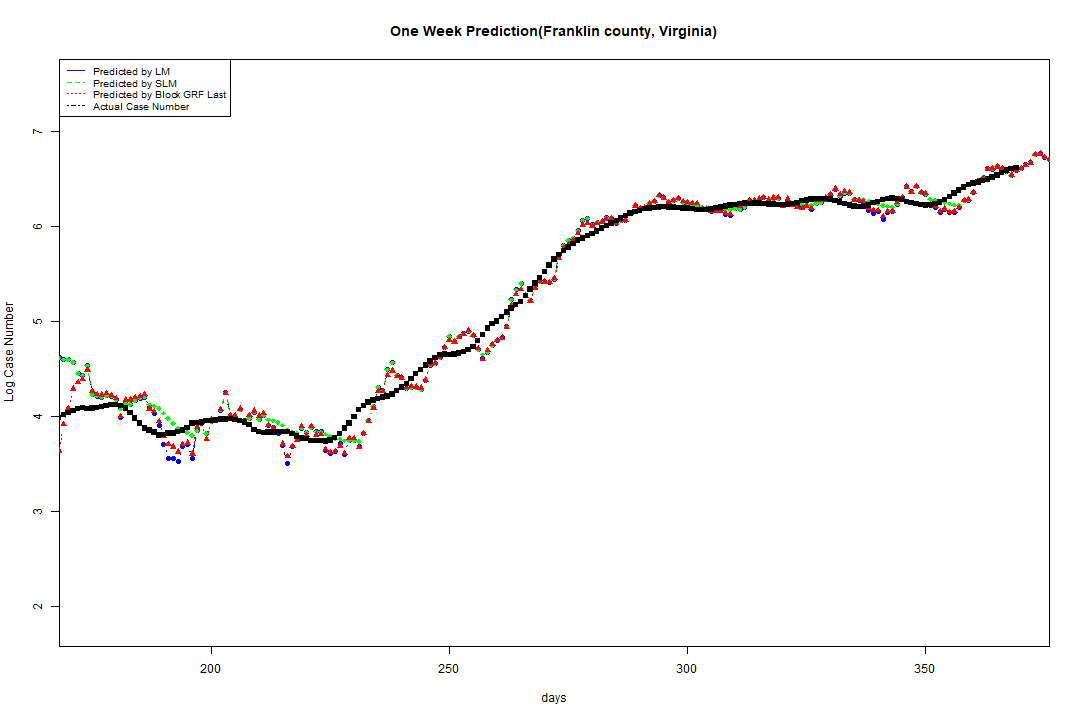 One Week Prediction(Franklin county, Virginia)
Predicted by LM
Predicted by SLM
Predicted by Block GRF Last
Actual Case Number
7
6
5
4
3
2
Log Case Number
200 250 300 350
days